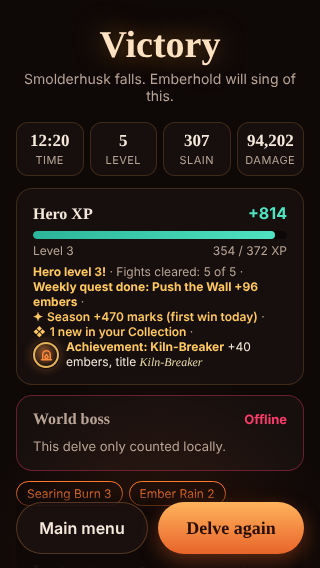 Victory
Smolderhusk falls. Emberhold will sing of
this.
12:20 5 307 94,202
TIME LEVEL SLAIN DAMAGE
Hero XP +814
Level 3 354 / 372 XP
Hero level 3! · Fights cleared: 5 of 5 ·
Weekly quest done: Push the Wall +96
embers ·
✦ Season +470 marks (first win today) ·
❖ 1 new in your Collection ·
Achievement: Kiln-Breaker +40
embers, title Kiln-Breaker
World boss Offline
This delve only counted locally.
Searing Burn 3 Ember Rain 2
Main menu Delve again